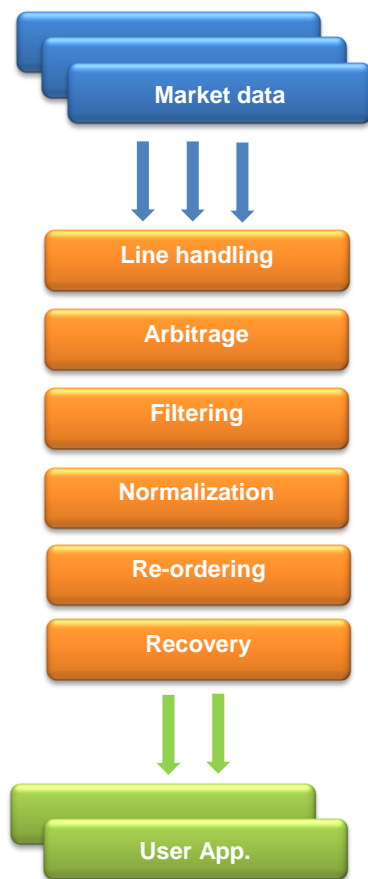 Market data
Line handling
Arbitrage
Filtering
Normalization
Re-ordering
Recovery
User App.